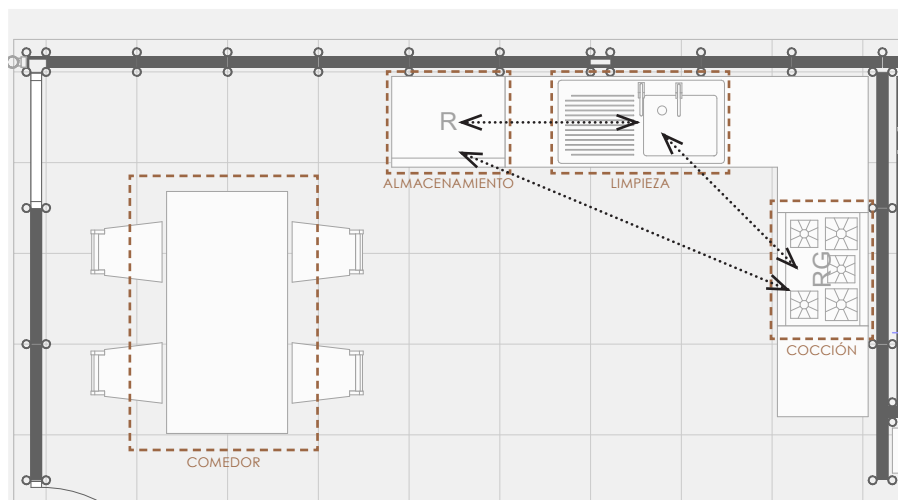 R
ALMACENAMIENTO
LIMPIEZA
RG
COCCIÓN
COMEDOR